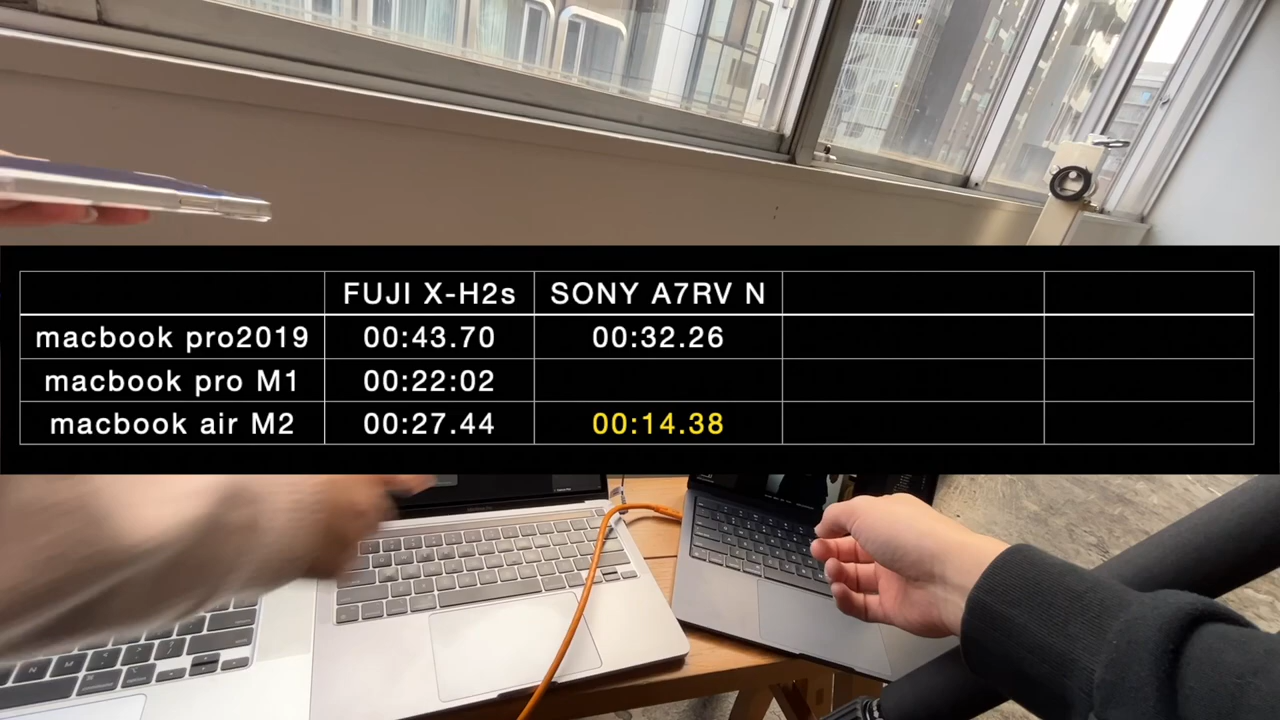 FUJI X-H2s SONY A7RV N
macbook pro2019 00:43.70 00:32.26
macbook pro M1 00:22:02
macbook air M2 00:27.44 00:14.38